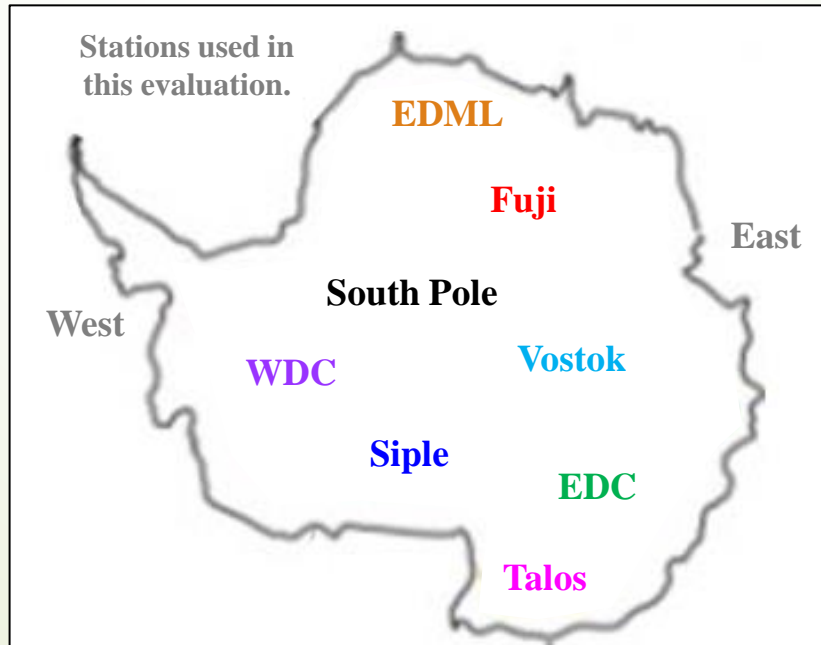 Stations used in
this evaluation.
EDML
Fuji
East
South Pole
West
Vostok
WDC
Siple
EDC
Talos